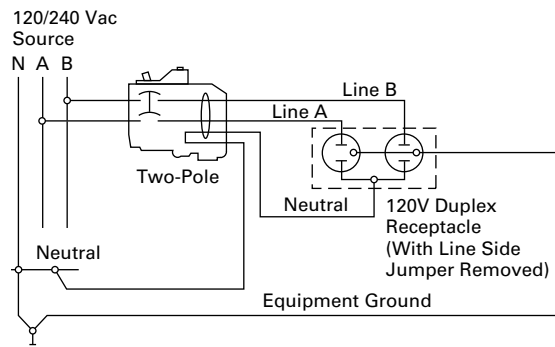 120/240 Vac
Source
N A B
Line B
Line A
Two-Pole
Neutral
120V Duplex
Receptacle
(With Line Side
Jumper Removed)
Neutral
Equipment Ground